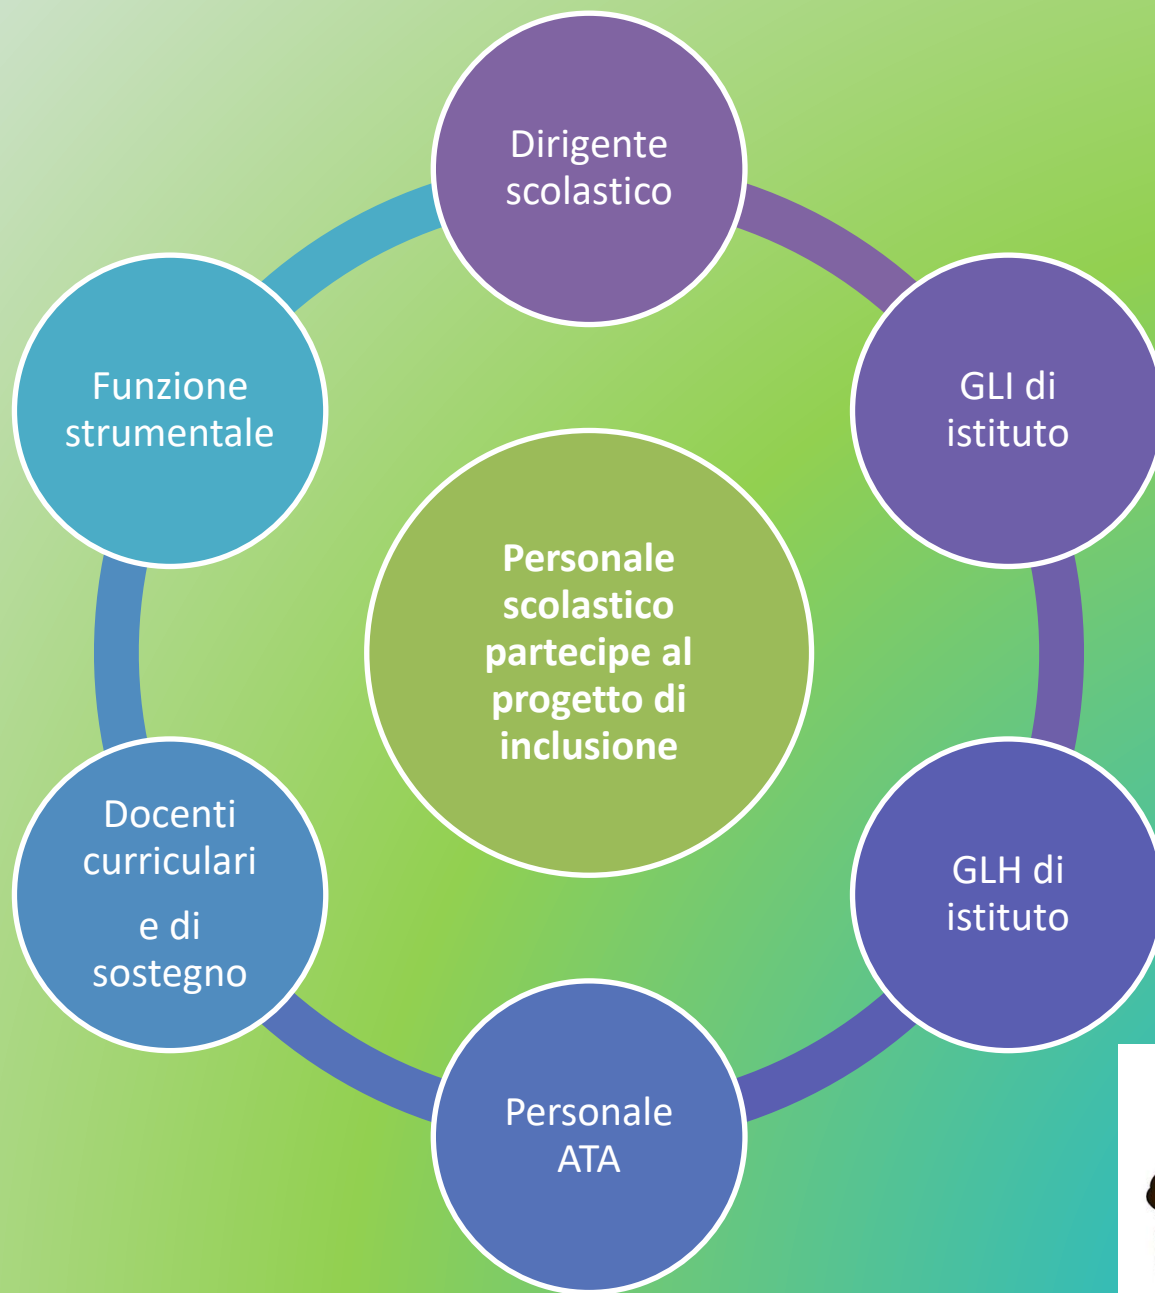 Dirigente
scolastico
GLI di
istituto
GLH di
istituto
Personale
ATA
Docenti
curriculari
e di
sostegno
Funzione
strumentale
Personale
scolastico
partecipe al
progetto di
inclusione